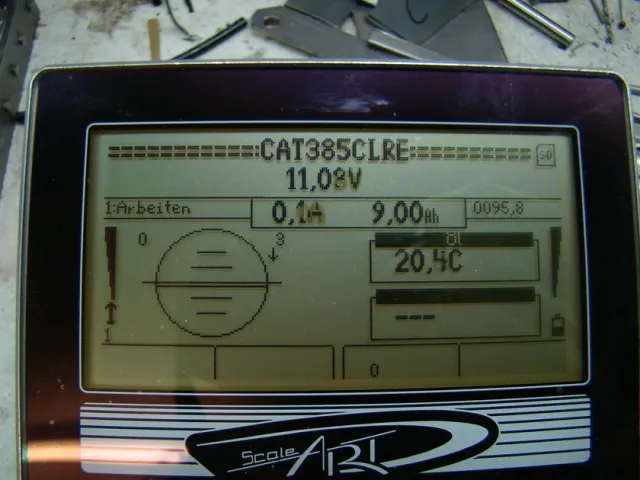 CAT385CLRE SD
11,08V
1:Arbeiten 0,1A 9,00Ah 0095,8
0 3 81
20,4C
---
1
0
Scale ART